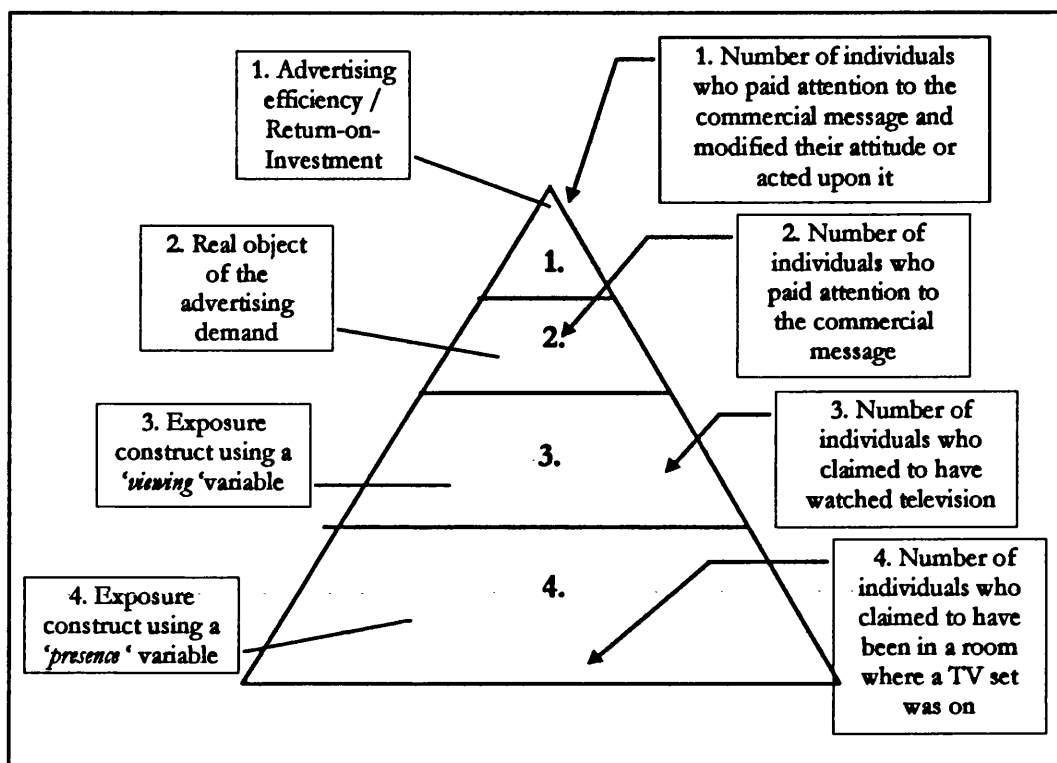 1. Advertising
efficiency /
Return-on-
Investment
1. Number of individuals
who paid attention to the
commercial message and
modified their attitude or
acted upon it
2. Real object
of the
advertising
demand
2. Number of
individuals who
paid attention to
the commercial
message
3. Exposure
construct using a
‘viewing ‘variable
3. Number of
individuals who
claimed to have
watched television
4. Exposure
construct using a
‘presence ‘ variable
4. Number of
individuals who
claimed to have
been in a room
where a TV set
was on
1.
2.
3.
4.